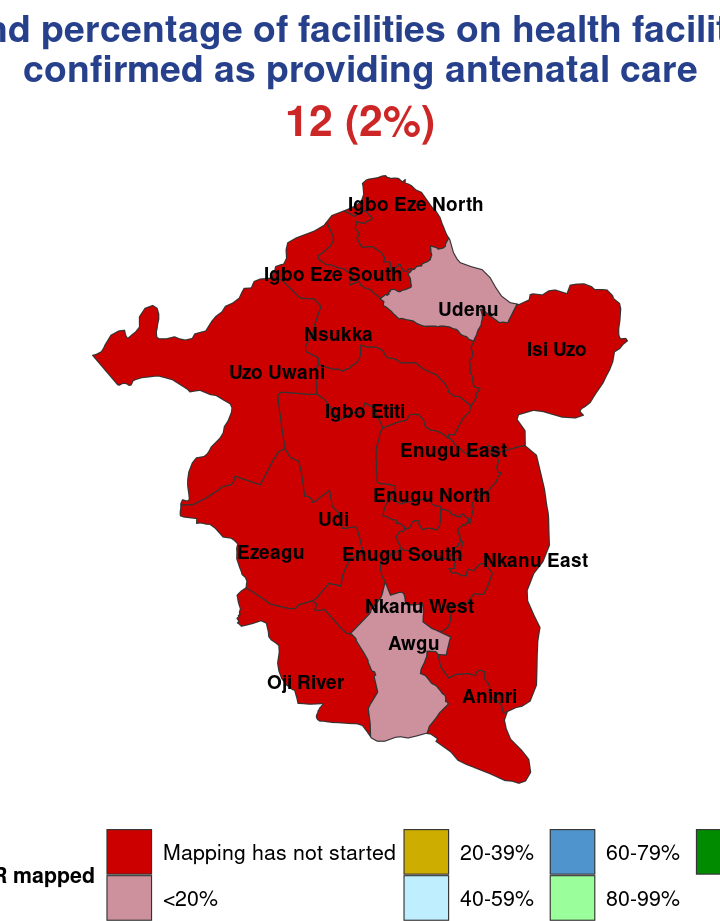 nd percentage of facilities on health facilit
confirmed as providing antenatal care
12 (2%)
Igbo Eze North
Igbo Eze South
Udenu
Nsukka
Isi Uzo
Uzo Uwani
Igbo Etiti
Enugu East
Enugu North
Udi
Ezeagu
Enugu South
Nkanu East
Nkanu West
Awgu
Oji River
Aninri
R mapped
Mapping has not started
20-39%
60-79%
<20%
40-59%
80-99%